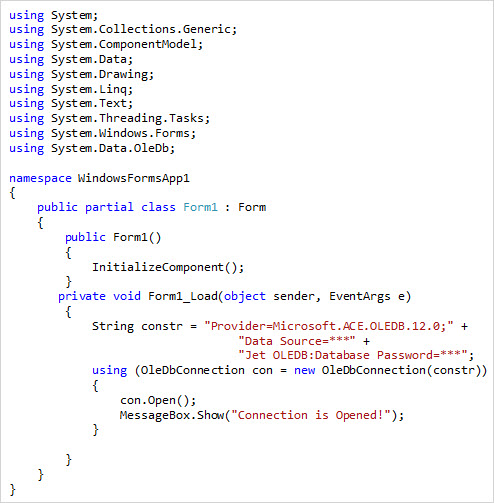 using System;
using System.Collections.Generic;
using System.ComponentModel;
using System.Data;
using System.Drawing;
using System.Linq;
using System.Text;
using System.Threading.Tasks;
using System.Windows.Forms;
using System.Data.OleDb;

namespace WindowsFormsApp1
{
    public partial class Form1 : Form
    {
        public Form1()
        {
            InitializeComponent();
        }
       private void Form1_Load(object sender, EventArgs e)
        {
            String constr = "Provider=Microsoft.ACE.OLEDB.12.0;" +
                                 "Data Source=***" +
                                 "Jet OLEDB:Database Password=***";
            using (OleDbConnection con = new OleDbConnection(constr))
            {
                con.Open();
                MessageBox.Show("Connection is Opened!");
            }

        }
    }
}